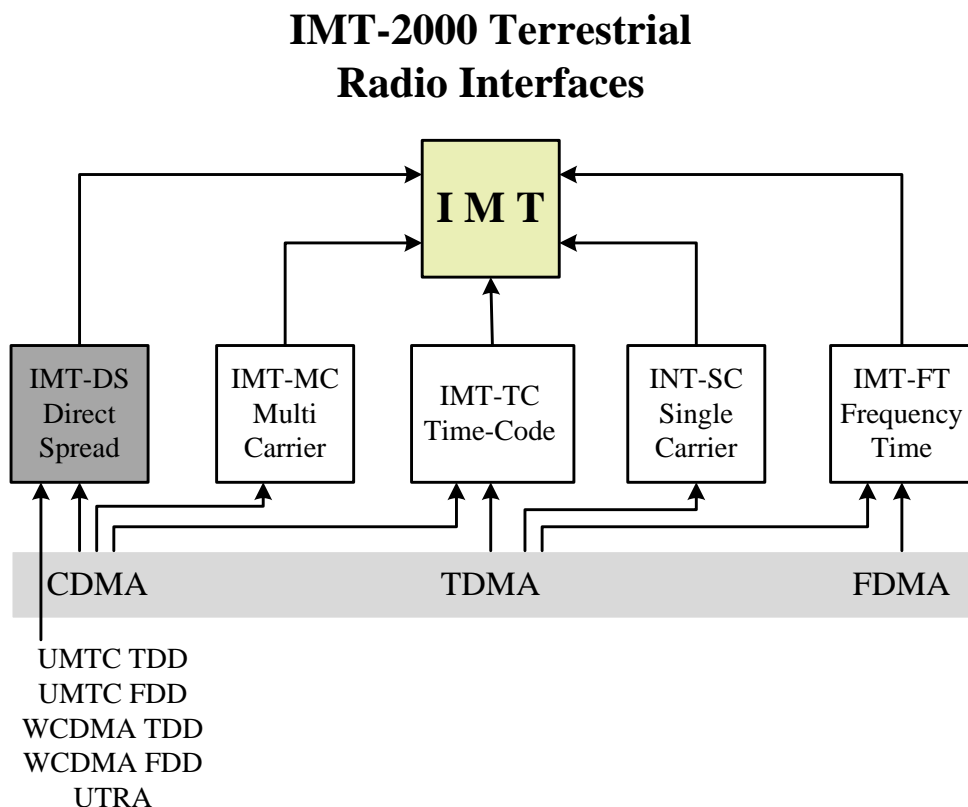 IMT-2000 Terrestrial
Radio Interfaces
I M T
IMT-DS
Direct
Spread
IMT-MC
Multi
Carrier
IMT-TC
Time-Code
INT-SC
Single
Carrier
IMT-FT
Frequency
Time
CDMA
TDMA
FDMA
UMTC TDD
UMTC FDD
WCDMA TDD
WCDMA FDD
UTRA